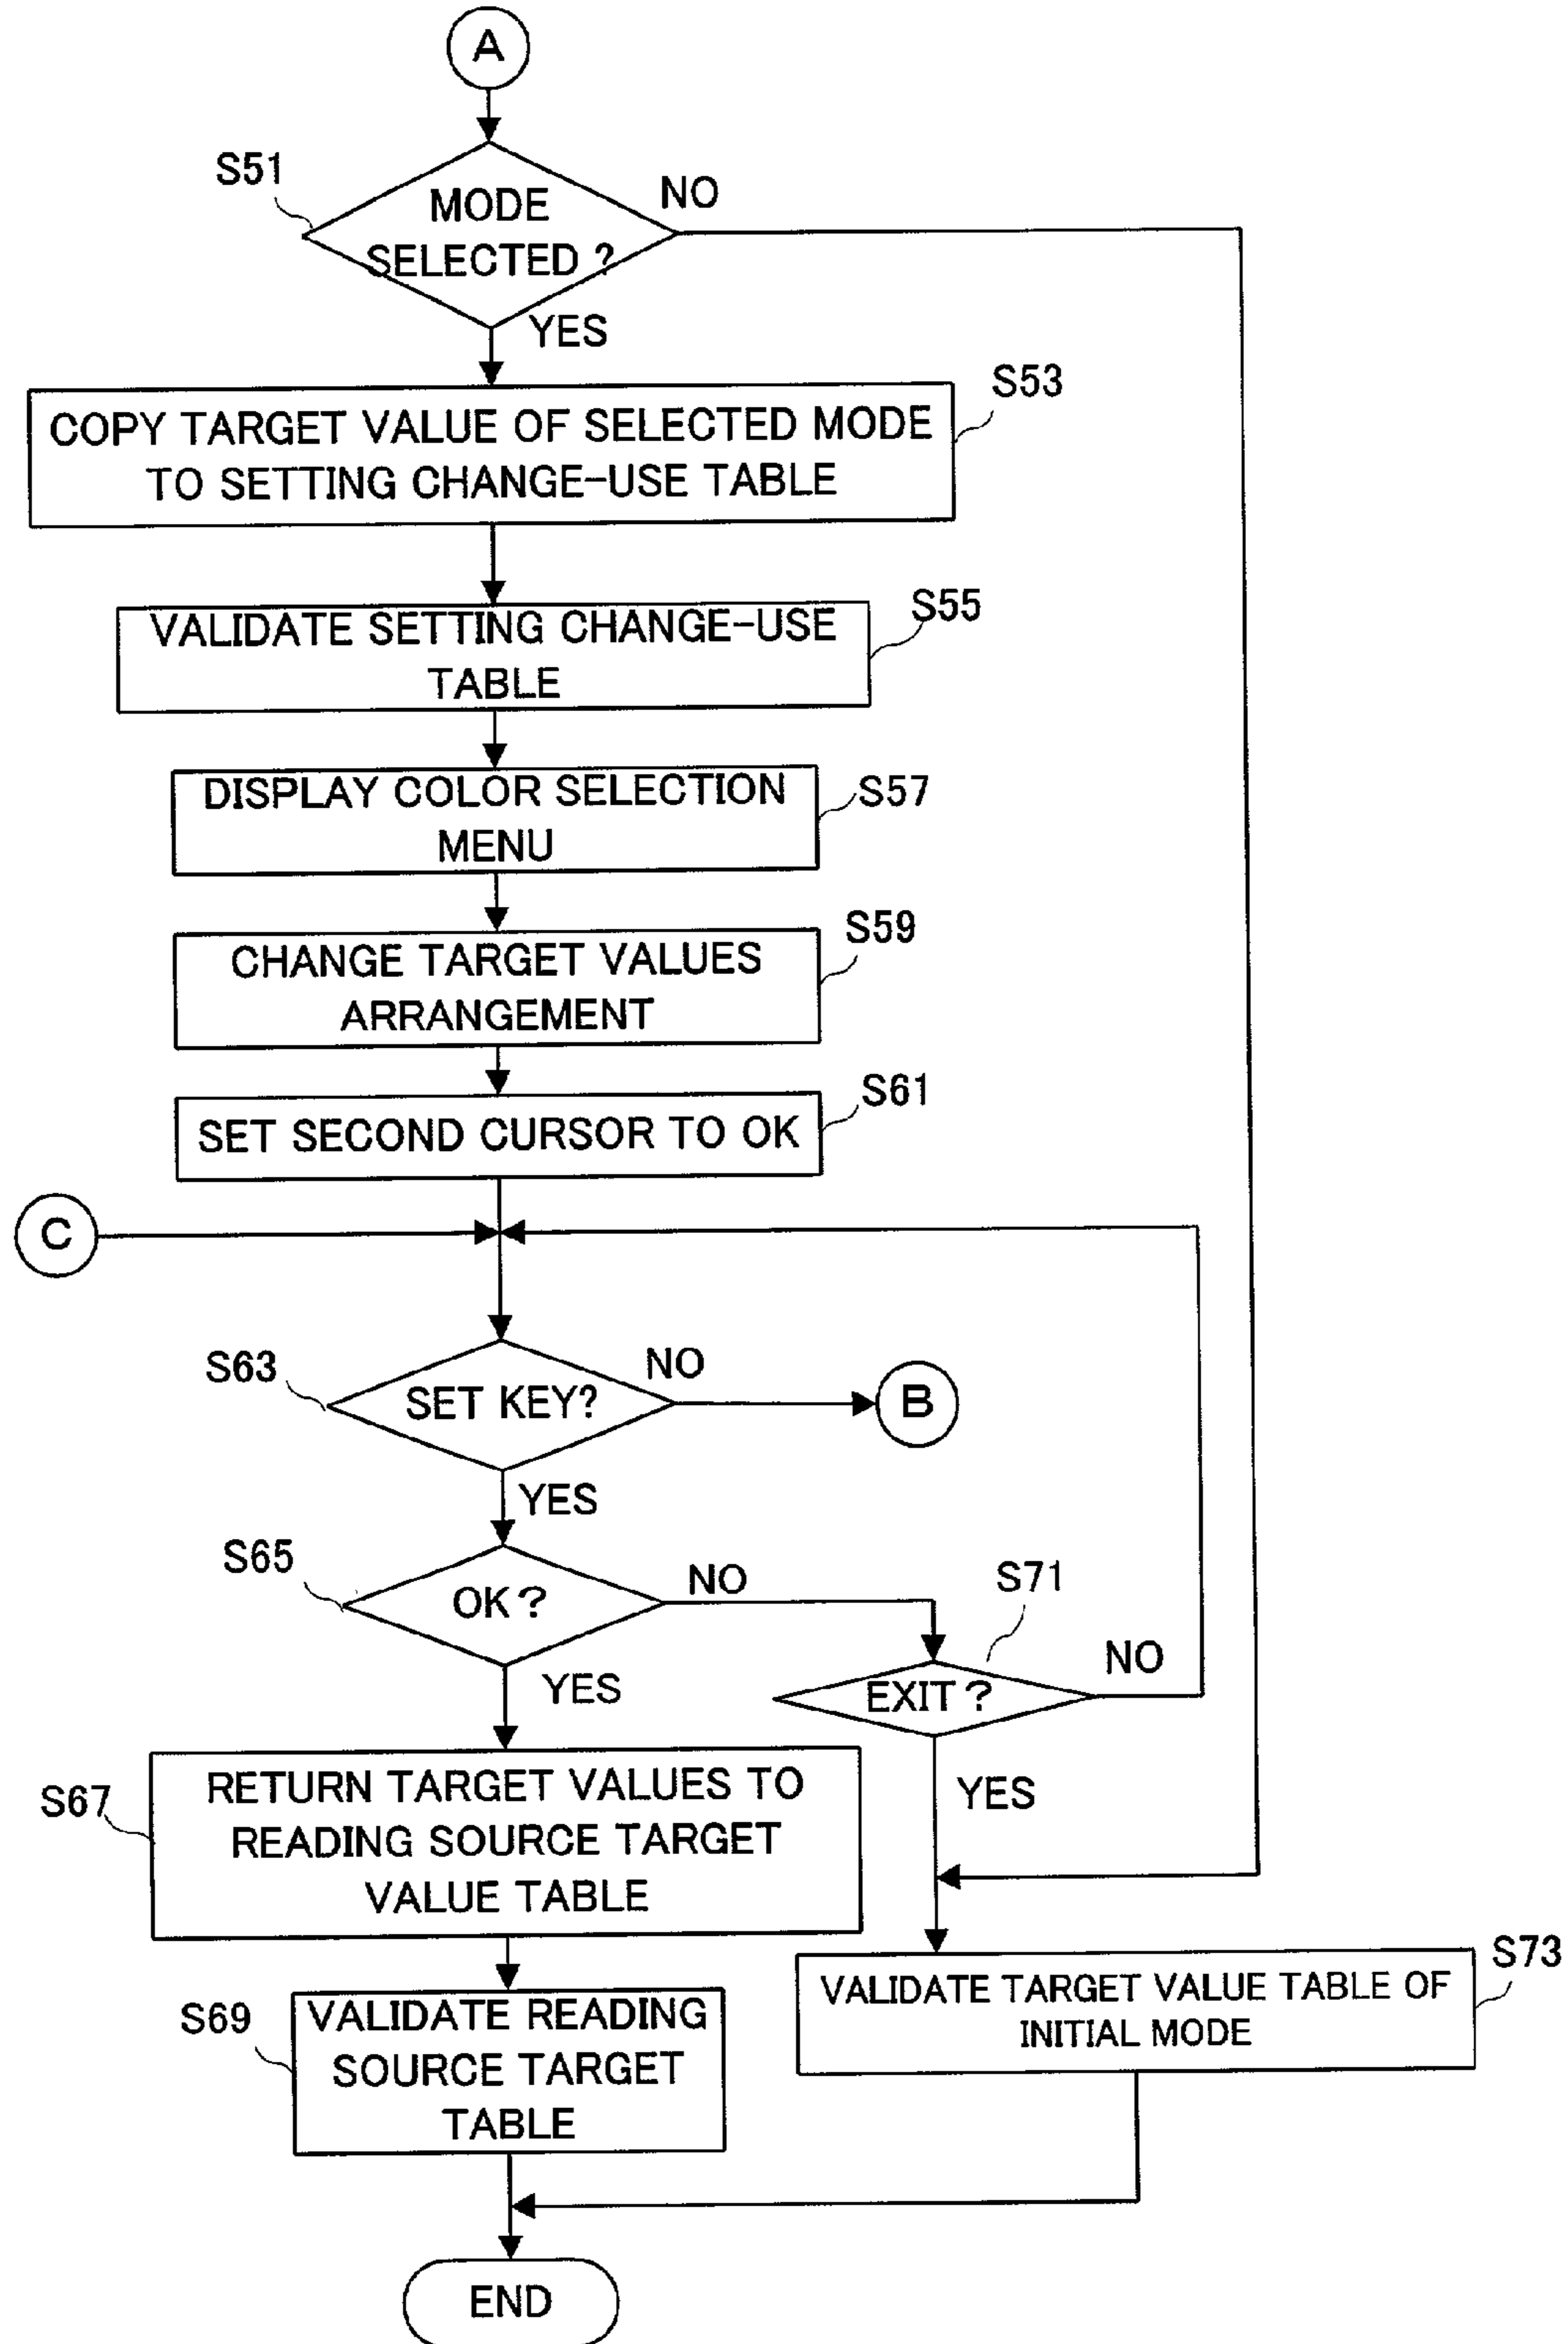 A
S51
MODE
SELECTED ?
NO
YES
S53
COPY TARGET VALUE OF SELECTED MODE
TO SETTING CHANGE-USE TABLE
S55
VALIDATE SETTING CHANGE-USE
TABLE
DISPLAY COLOR SELECTION
MENU
S57
S59
CHANGE TARGET VALUES
ARRANGEMENT
S61
SET SECOND CURSOR TO OK
C
S63
SET KEY?
NO
B
YES
S65
OK ?
NO
S71
EXIT ?
NO
YES
YES
S67
RETURN TARGET VALUES TO
READING SOURCE TARGET
VALUE TABLE
S73
VALIDATE TARGET VALUE TABLE OF
INITIAL MODE
S69
VALIDATE READING
SOURCE TARGET
TABLE
END